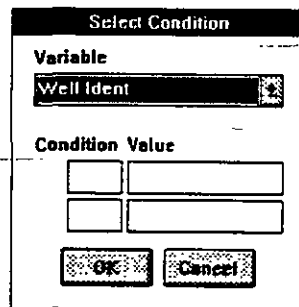 Select Condition
Variable
Well Ident
Condition Value
OK Cancel